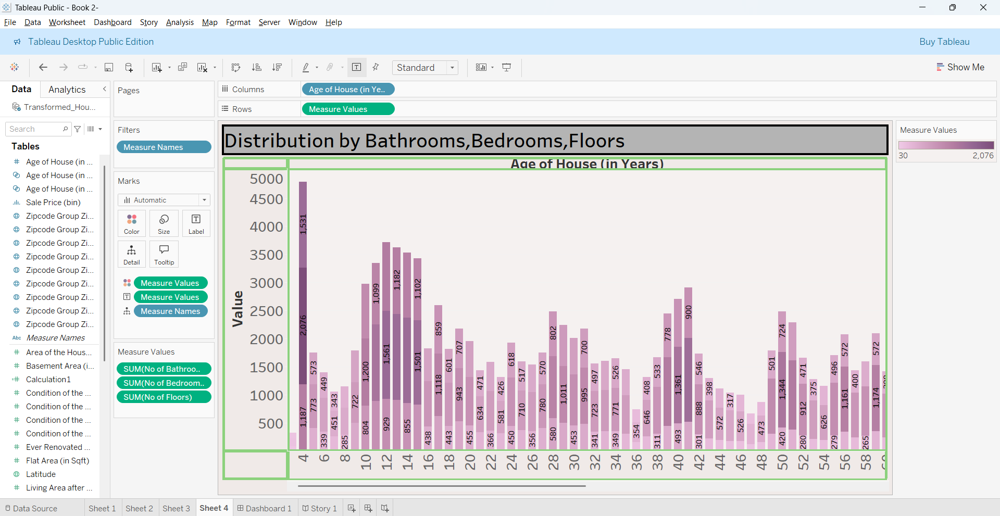 Tableau Public - Book 2-
File Data Worksheet Dashboard Story Analysis Map Format Server Window Help
Tableau Desktop Public Edition
Buy Tableau
Standard
Show Me
Data
Analytics
Transformed_Hou...
Search
Tables
Age of House (in ...
Age of House (in ...
Age of House (in ...
Sale Price (bin)
Zipcode Group Zi...
Zipcode Group Zi...
Zipcode Group Zi...
Zipcode Group Zi...
Zipcode Group Zi...
Zipcode Group Zi...
Zipcode Group Zi...
Zipcode Group Zi...
Zipcode Group Zi...
Abc Measure Names
Area of the Hous...
Basement Area (i...
Calculation1
Condition of the ...
Condition of the ...
Condition of the ...
Condition of the ...
Ever Renovated ...
Flat Area (in Sqft)
Latitude
Living Area after ...
Pages
Filters
Measure Names
Marks
Automatic
Color
Size
Label
Detail
Tooltip
Measure Values
Measure Values
Measure Names
Measure Values
SUM(No of Bathroo..
SUM(No of Bedroom..
SUM(No of Floors)
Columns
Age of House (in Ye..
Rows
Measure Values
Distribution by Bathrooms,Bedrooms,Floors
Age of House (in Years)
Value
5000
4500
4000
3500
3000
2500
2000
1500
1000
500
1,531
2,076
1,187
573
773
449
339
343
451
285
722
1,200
804
1,099
1,561
929
1,182
855
1,102
1,501
438
859
1,118
601
443
707
943
455
471
634
366
426
581
618
450
517
710
356
570
780
802
580
1,011
453
700
995
497
723
341
526
771
349
354
408
646
533
311
778
1,361
493
900
546
888
301
398
572
317
526
473
501
724
1,344
420
471
912
280
375
626
496
279
572
1,161
400
265
572
1,174
4 6 8 10 12 14 16 18 20 22 24 26 28 30 32 34 36 38 40 42 44 46 48 50 52 54 56 58
Measure Values
30
2,076
Data Source
Sheet 1
Sheet 2
Sheet 3
Sheet 4
Dashboard 1
Story 1